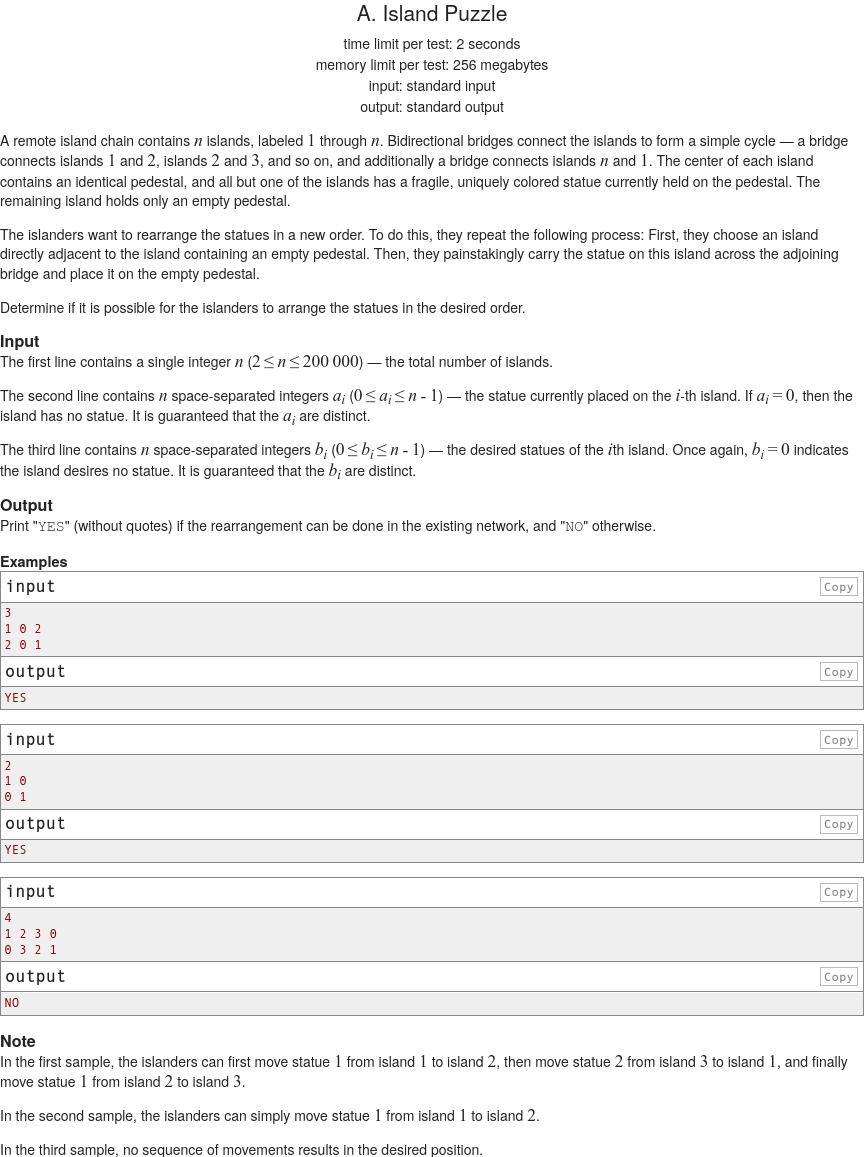 A. Island Puzzle
time limit per test: 2 seconds
memory limit per test: 256 megabytes
input: standard input
output: standard output
A remote island chain contains n islands, labeled 1 through n. Bidirectional bridges connect the islands to form a simple cycle — a bridge
connects islands 1 and 2, islands 2 and 3, and so on, and additionally a bridge connects islands n and 1. The center of each island
contains an identical pedestal, and all but one of the islands has a fragile, uniquely colored statue currently held on the pedestal. The
remaining island holds only an empty pedestal.
The islanders want to rearrange the statues in a new order. To do this, they repeat the following process: First, they choose an island
directly adjacent to the island containing an empty pedestal. Then, they painstakingly carry the statue on this island across the adjoining
bridge and place it on the empty pedestal.
Determine if it is possible for the islanders to arrange the statues in the desired order.
Input
The first line contains a single integer n (2 ≤ n ≤ 200 000) — the total number of islands.
The second line contains n space-separated integers a_i (0 ≤ a_i ≤ n - 1) — the statue currently placed on the i-th island. If a_i = 0, then the
island has no statue. It is guaranteed that the a_i are distinct.
The third line contains n space-separated integers b_i (0 ≤ b_i ≤ n - 1) — the desired statues of the ith island. Once again, b_i = 0 indicates
the island desires no statue. It is guaranteed that the b_i are distinct.
Output
Print "YES" (without quotes) if the rearrangement can be done in the existing network, and "NO" otherwise.
Examples
input Copy
3
1 0 2
2 0 1
output Copy
YES
input Copy
2
1 0
0 1
output Copy
YES
input Copy
4
1 2 3 0
0 3 2 1
output Copy
NO
Note
In the first sample, the islanders can first move statue 1 from island 1 to island 2, then move statue 2 from island 3 to island 1, and finally
move statue 1 from island 2 to island 3.
In the second sample, the islanders can simply move statue 1 from island 1 to island 2.
In the third sample, no sequence of movements results in the desired position.